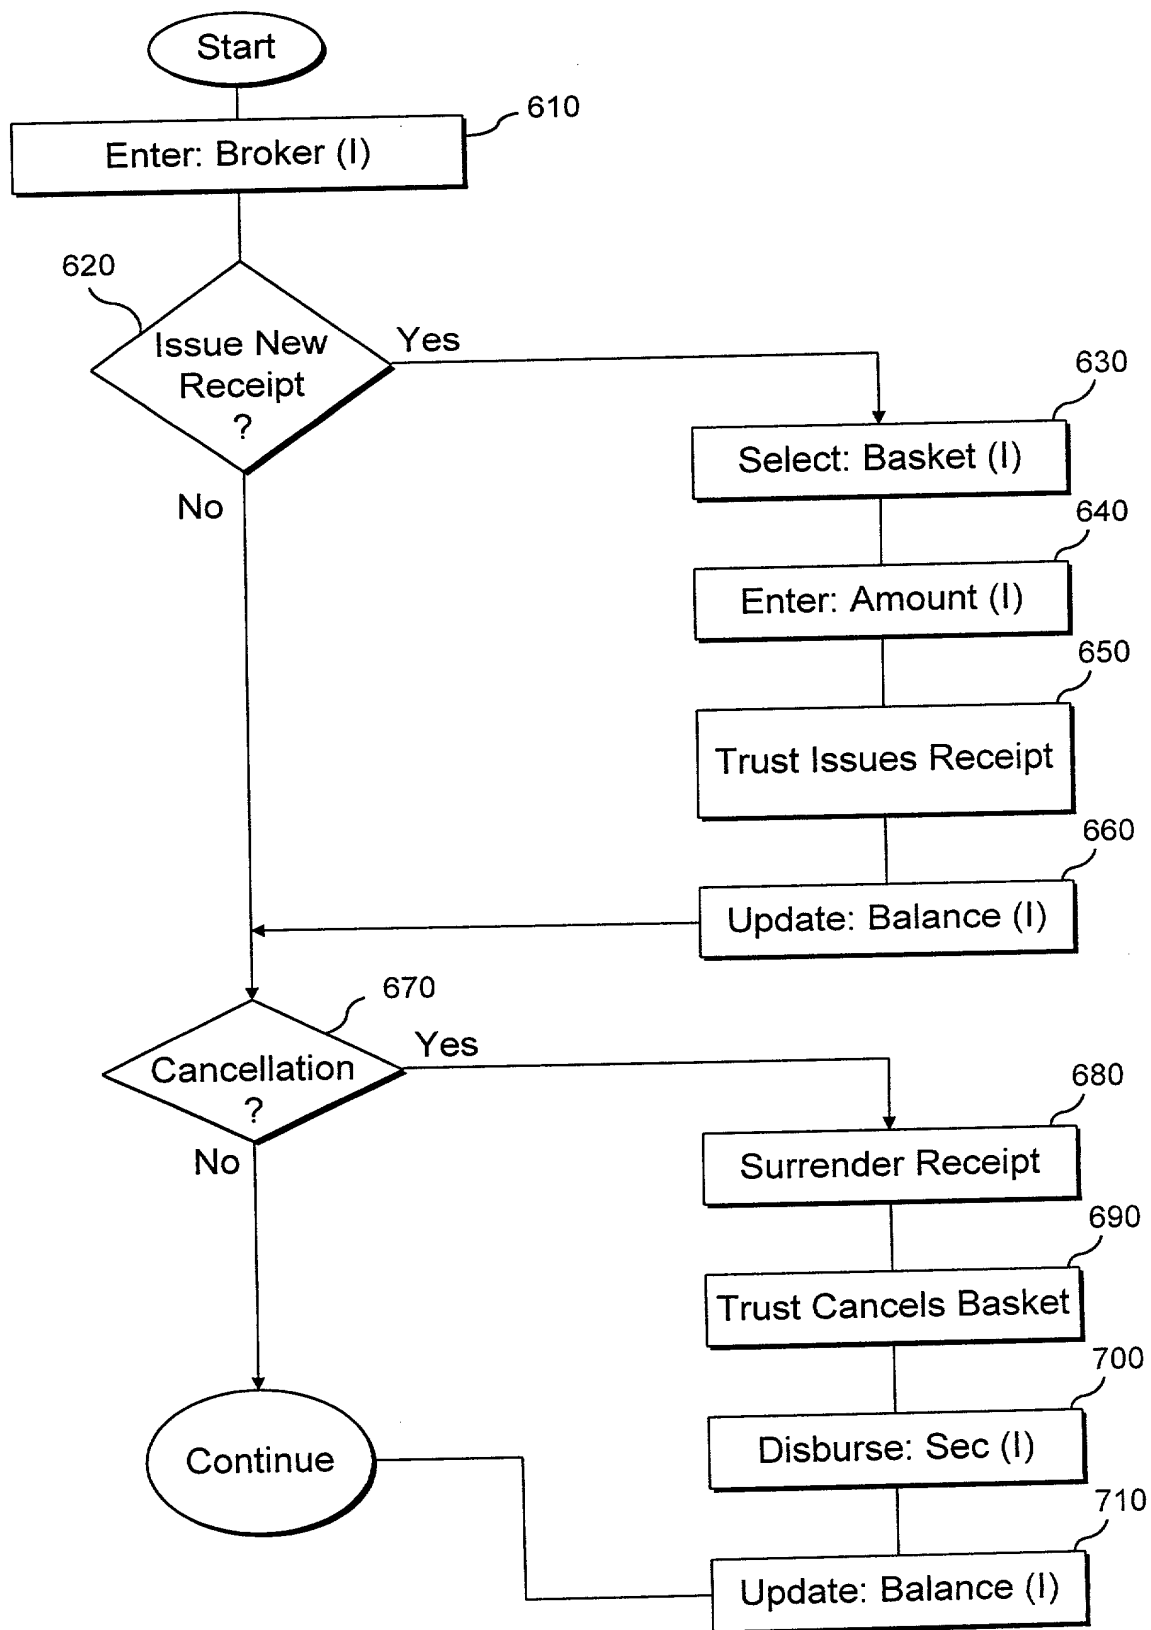 Start
610
Enter: Broker (I)
620
Issue New
Receipt
?
Yes
No
630
Select: Basket (I)
640
Enter: Amount (I)
650
Trust Issues Receipt
660
Update: Balance (I)
670
Cancellation
?
Yes
No
680
Surrender Receipt
690
Trust Cancels Basket
700
Disburse: Sec (I)
Continue
710
Update: Balance (I)